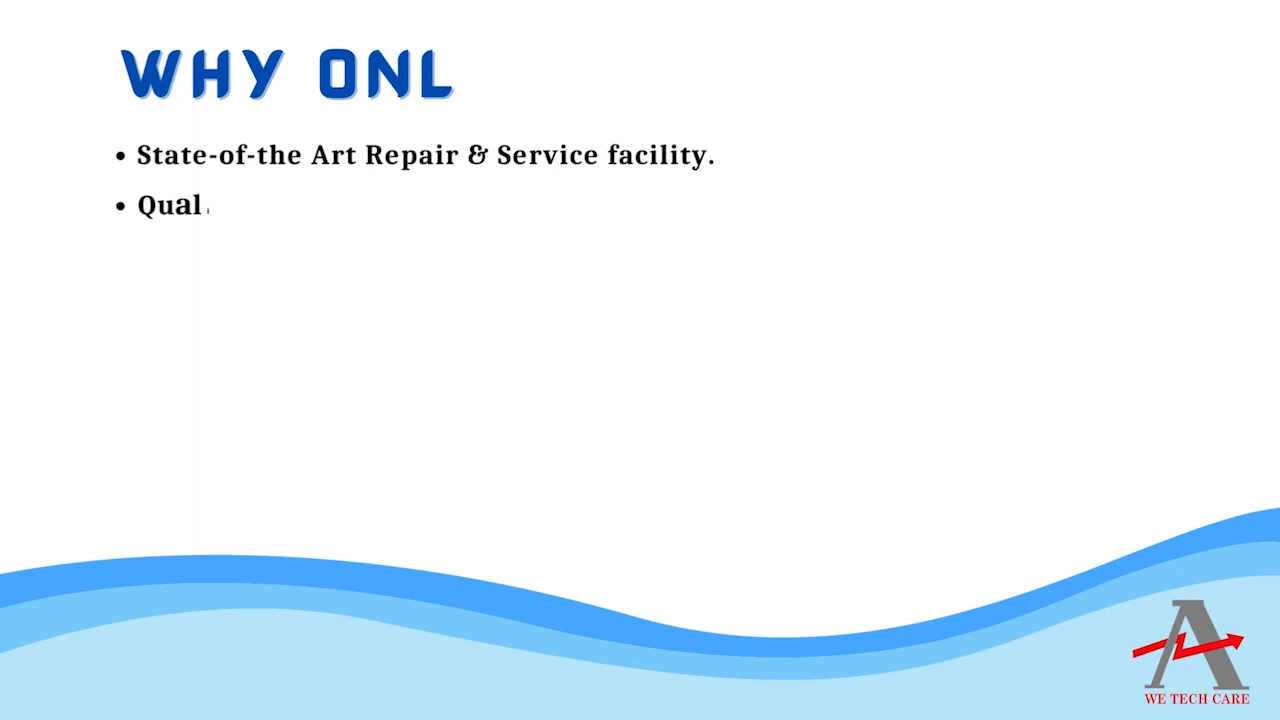 WHY ONL
• State-of-the Art Repair & Service facility.
• Qual
WE TECH CARE